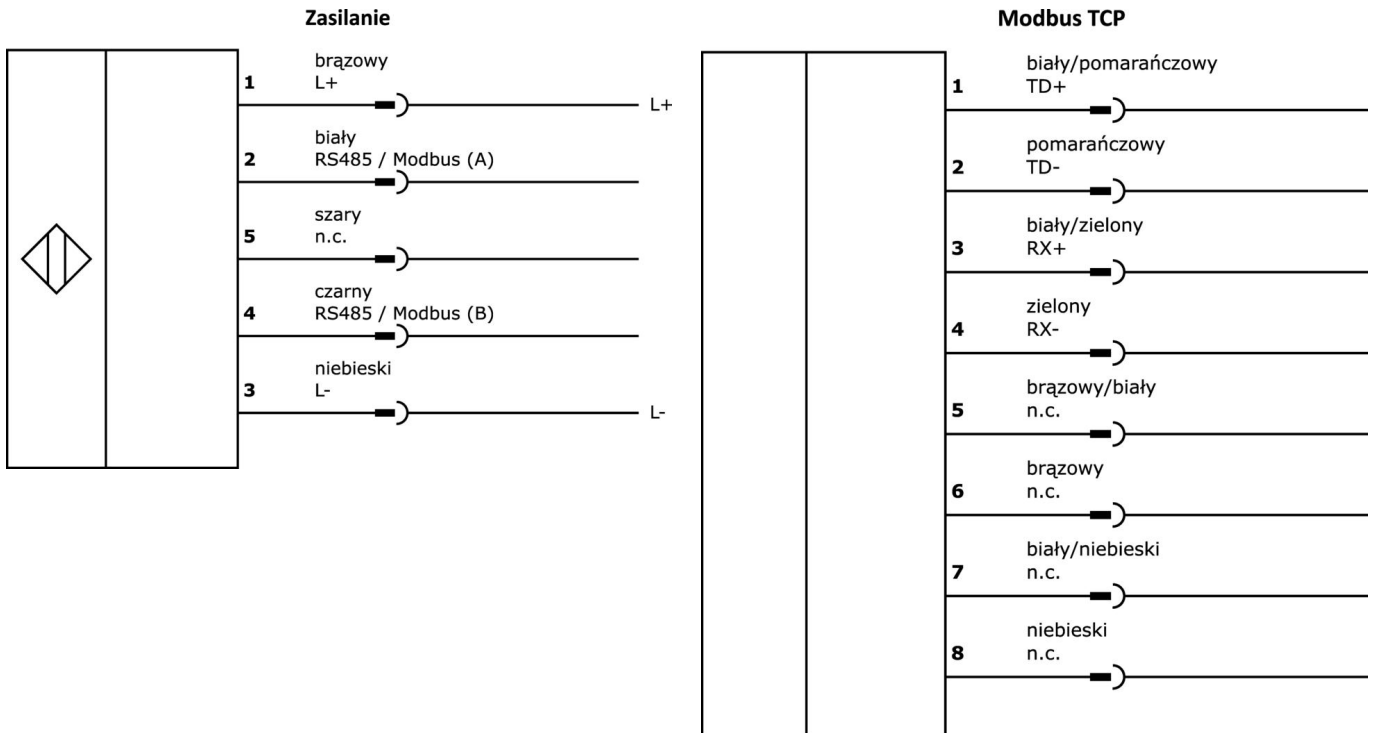 Zasilanie
brązowy
1 L+
L+
biały
2 RS485 / Modbus (A)
szary
5 n.c.
czarny
4 RS485 / Modbus (B)
niebieski
3 L-
L-
Modbus TCP
biały/pomarańczowy
1 TD+
pomarańczowy
2 TD-
biały/zielony
3 RX+
zielony
4 RX-
brązowy/biały
5 n.c.
brązowy
6 n.c.
biały/niebieski
7 n.c.
niebieski
8 n.c.